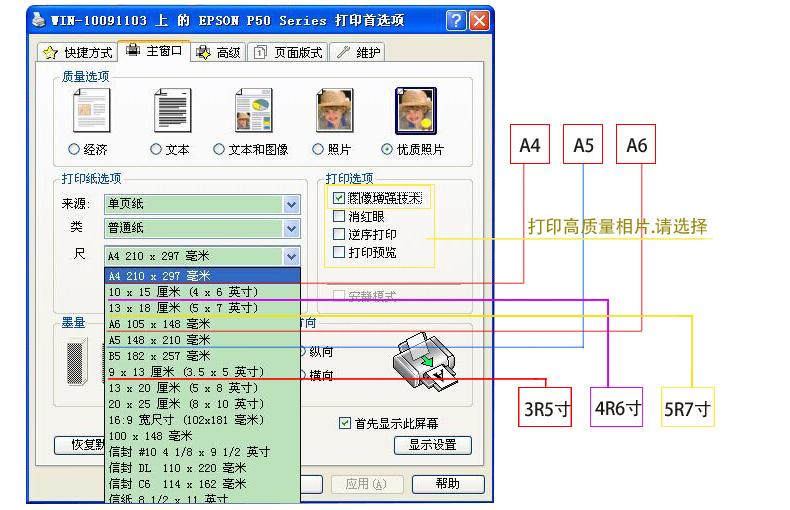 WIN-10091103 上 的 EPSON P50 Series 打印首选项
快捷方式 主窗口 高级 页面版式 维护
质量选项
经济 文本 文本和图像 照片 优质照片
打印纸选项
来源: 单页纸
类 普通纸
尺 A4 210 x 297 毫米
A4 210 x 297 毫米
10 x 15 厘米 (4 x 6 英寸)
13 x 18 厘米 (5 x 7 英寸)
A6 105 x 148 毫米
A5 148 x 210 毫米
B5 182 x 257 毫米
9 x 13 厘米 (3.5 x 5 英寸)
13 x 20 厘米 (5 x 8 英寸)
20 x 25 厘米 (8 x 10 英寸)
16:9 宽尺寸 (102x181 毫米)
100 x 148 毫米
信封 #10 4 1/8 x 9 1/2 英寸
信封 DL 110 x 220 毫米
信封 C6 114 x 162 毫米
信纸 8 1/2 x 11 英寸
打印选项
图像增强技术
消红眼
逆序打印
打印预览
安静模式
墨量
向
纵向
横向
首先显示此屏幕
恢复默
显示设置
应用(A)
帮助
A4 A5 A6
打印高质量相片.请选择
3R5寸 4R6寸 5R7寸